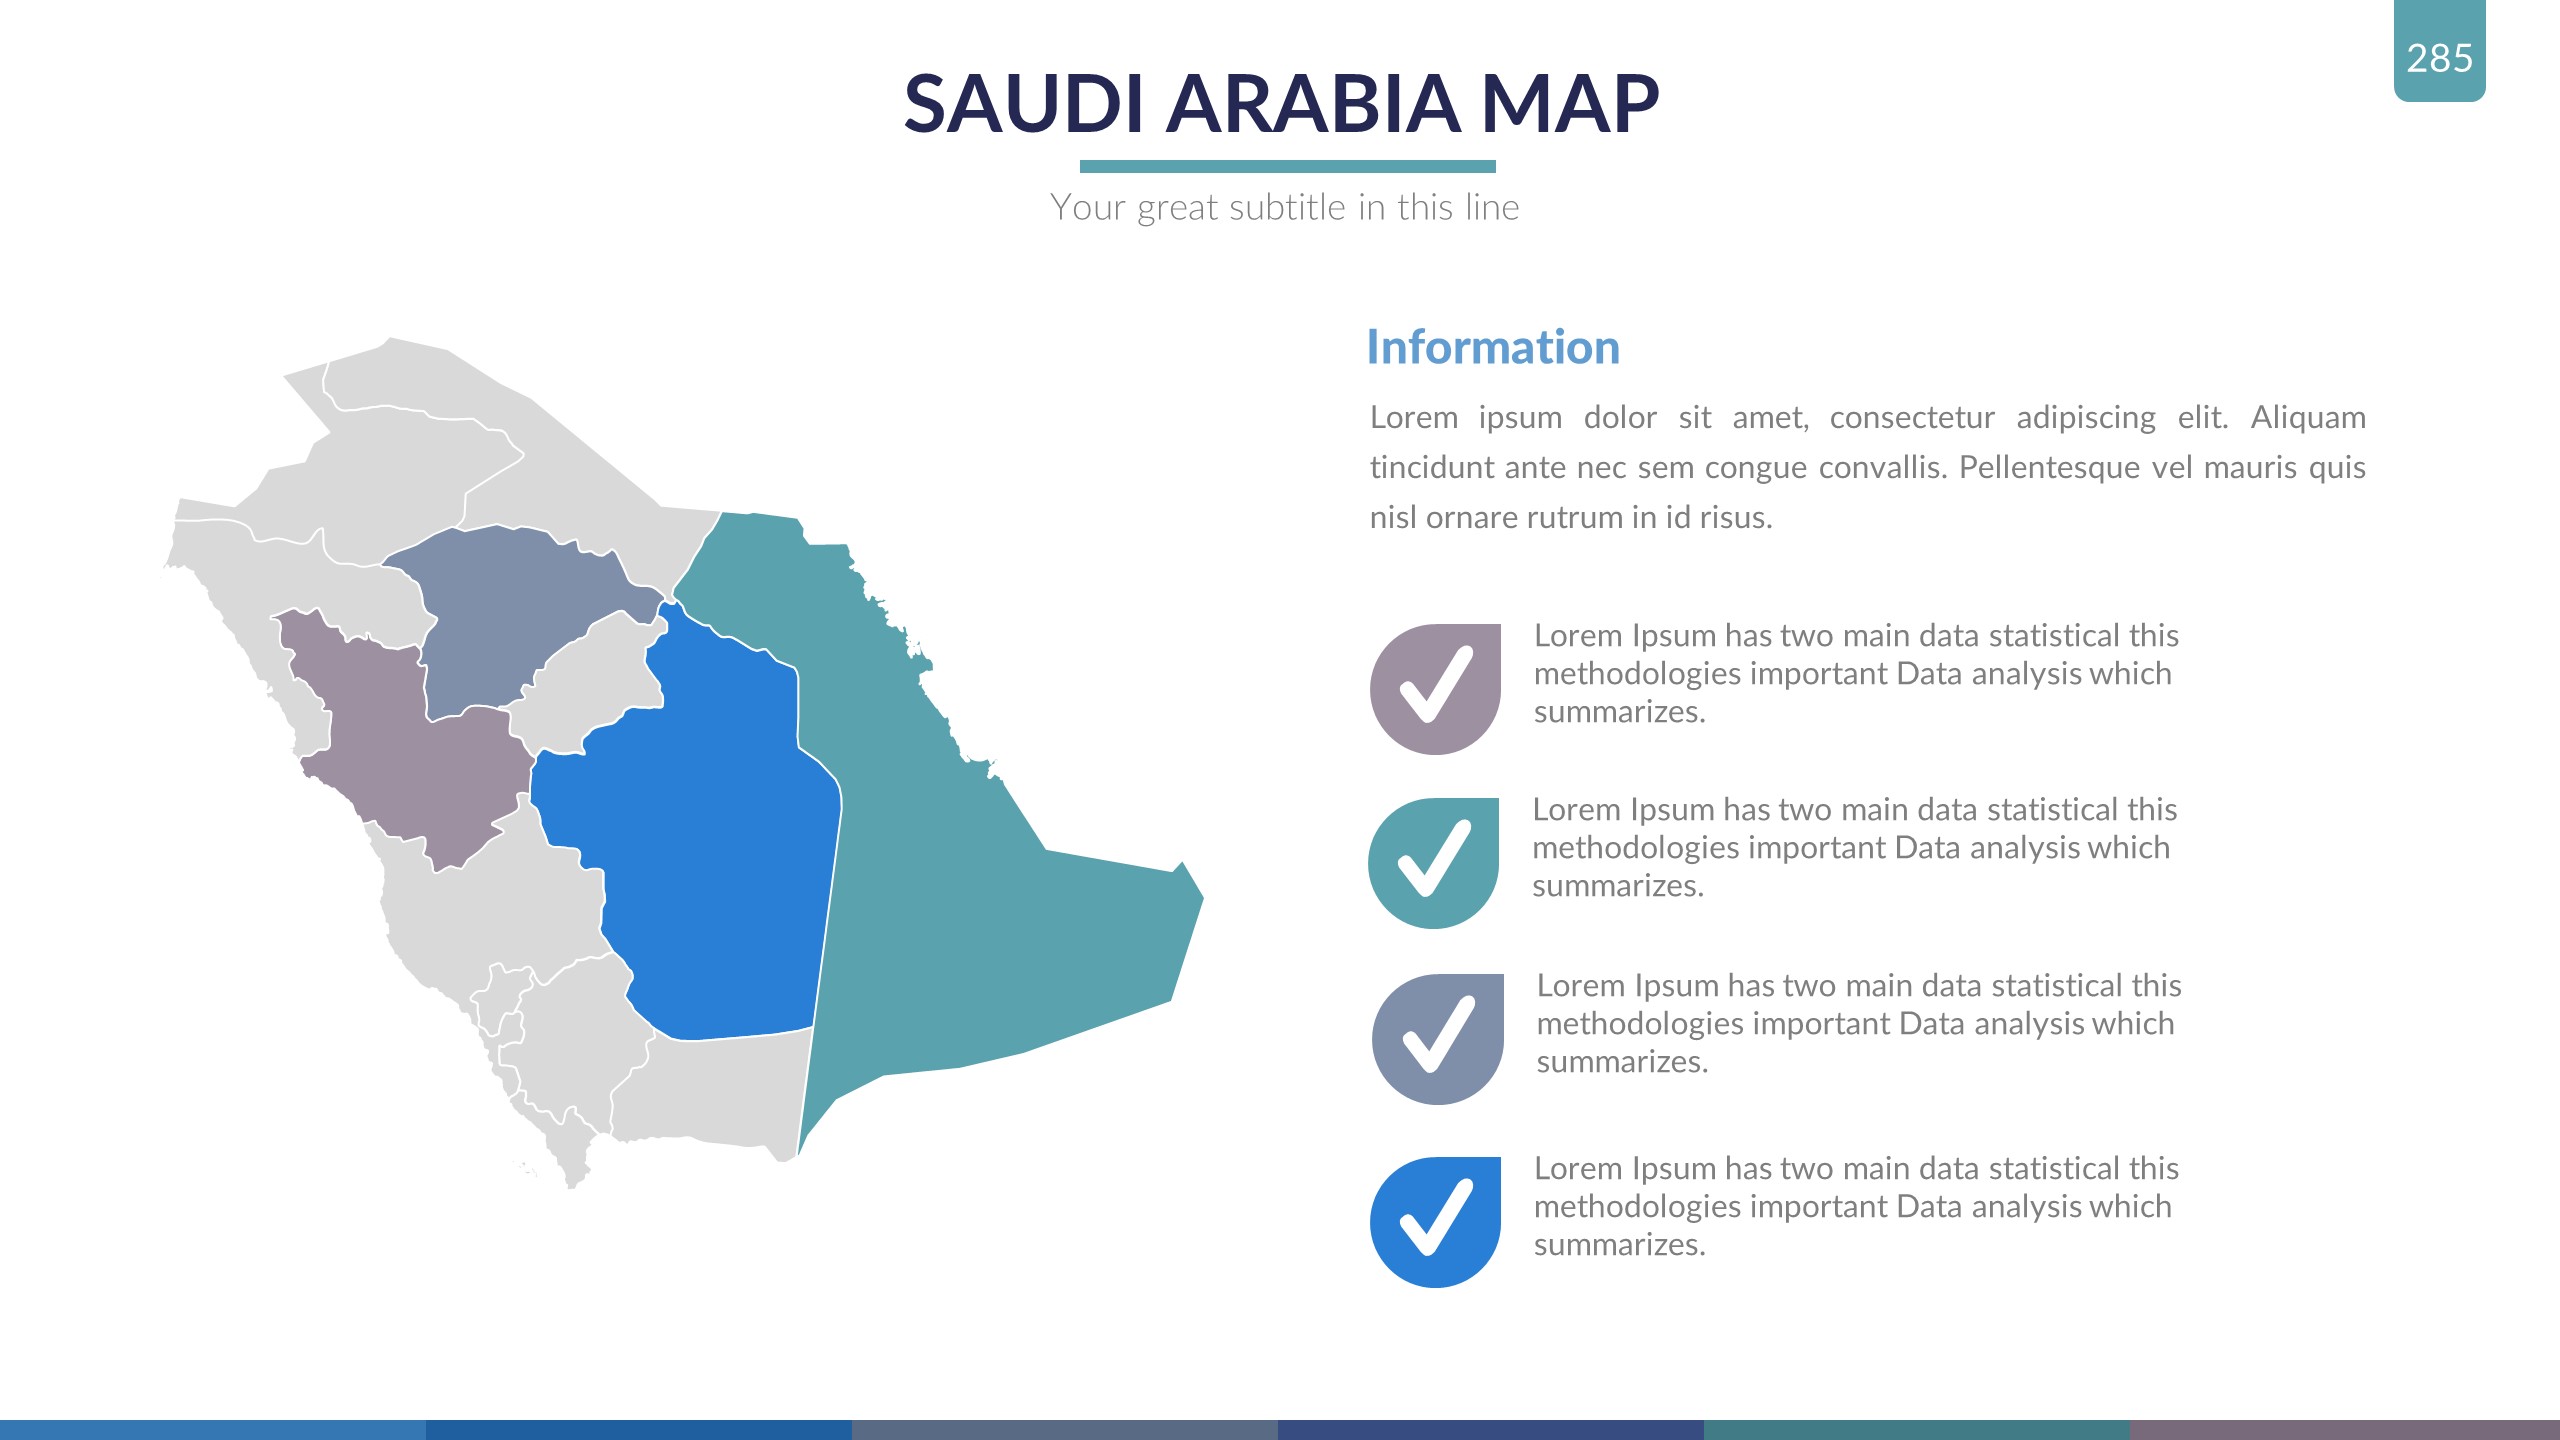 285
SAUDI ARABIA MAP
Your great subtitle in this line
Information
Lorem ipsum dolor sit amet, consectetur adipiscing elit. Aliquam
tincidunt ante nec sem congue convallis. Pellentesque vel mauris quis
nisl ornare rutrum in id risus.
Lorem Ipsum has two main data statistical this
methodologies important Data analysis which
summarizes.
Lorem Ipsum has two main data statistical this
methodologies important Data analysis which
summarizes.
Lorem Ipsum has two main data statistical this
methodologies important Data analysis which
summarizes.
Lorem Ipsum has two main data statistical this
methodologies important Data analysis which
summarizes.